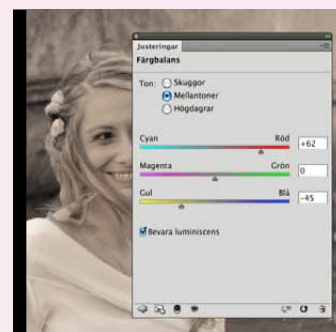 Justeringar
Färgbalans
Ton: Skuggor
Mellantoner
Högdagrar
Cyan Röd +62
Magenta Grön 0
Gul Blå -45
Bevara luminiscens